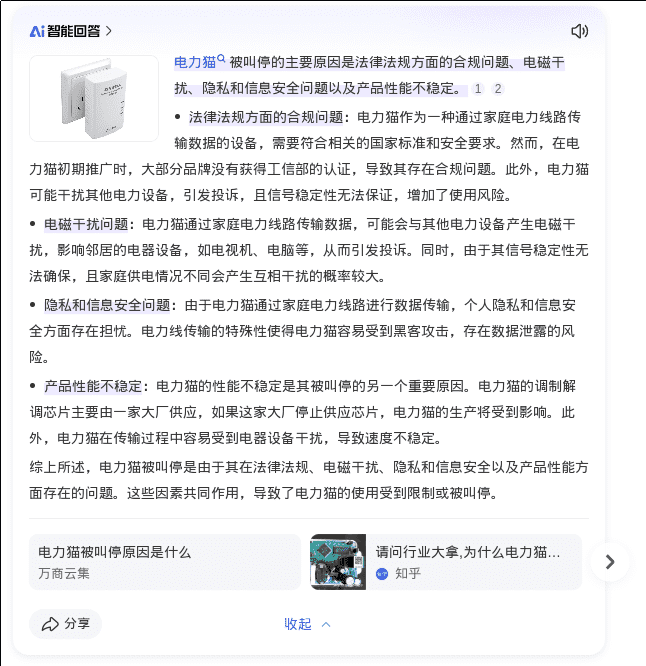 Ai智能回答
电力猫 被叫停的主要原因是法律法规方面的合规问题、电磁干
扰、隐私和信息安全问题以及产品性能不稳定。 1 2
• 法律法规方面的合规问题：电力猫作为一种通过家庭电力线路传
输数据的设备，需要符合相关的国家标准和安全要求。然而，在电
力猫初期推广时，大部分品牌没有获得工信部的认证，导致其存在合规问题。此外，电力猫
可能干扰其他电力设备，引发投诉，且信号稳定性无法保证，增加了使用风险。
• 电磁干扰问题：电力猫通过家庭电力线路传输数据，可能会与其他电力设备产生电磁干
扰，影响邻居的电器设备，如电视机、电脑等，从而引发投诉。同时，由于其信号稳定性无
法确保，且家庭供电情况不同会产生互相干扰的概率较大。
• 隐私和信息安全问题：由于电力猫通过家庭电力线路进行数据传输，个人隐私和信息安
全方面存在担忧。电力线传输的特殊性使得电力猫容易受到黑客攻击，存在数据泄露的风
险。
• 产品性能不稳定：电力猫的性能不稳定是其被叫停的另一个重要原因。电力猫的调制解
调芯片主要由一家大厂供应，如果这家大厂停止供应芯片，电力猫的生产将受到影响。此
外，电力猫在传输过程中容易受到电器设备干扰，导致速度不稳定。
综上所述，电力猫被叫停是由于其在法律法规、电磁干扰、隐私和信息安全以及产品性能方
面存在的问题。这些因素共同作用，导致了电力猫的使用受到限制或被叫停。
电力猫被叫停原因是什么
万商云集
请问行业大拿,为什么电力猫...
知乎
分享
收起